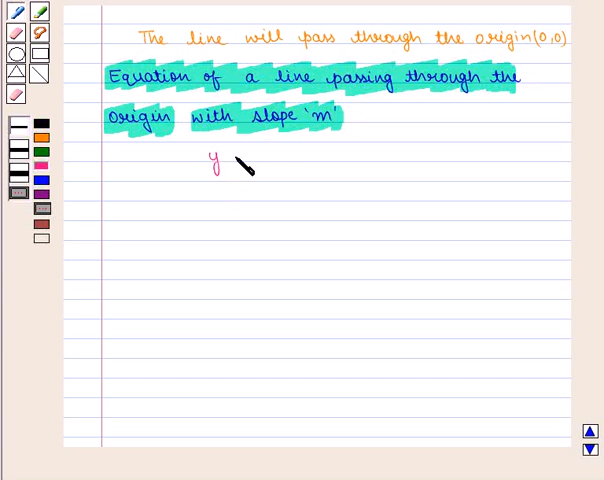 The line will pass through the origin(0,0)
Equation of a line passing through the
origin with slope 'm'
y